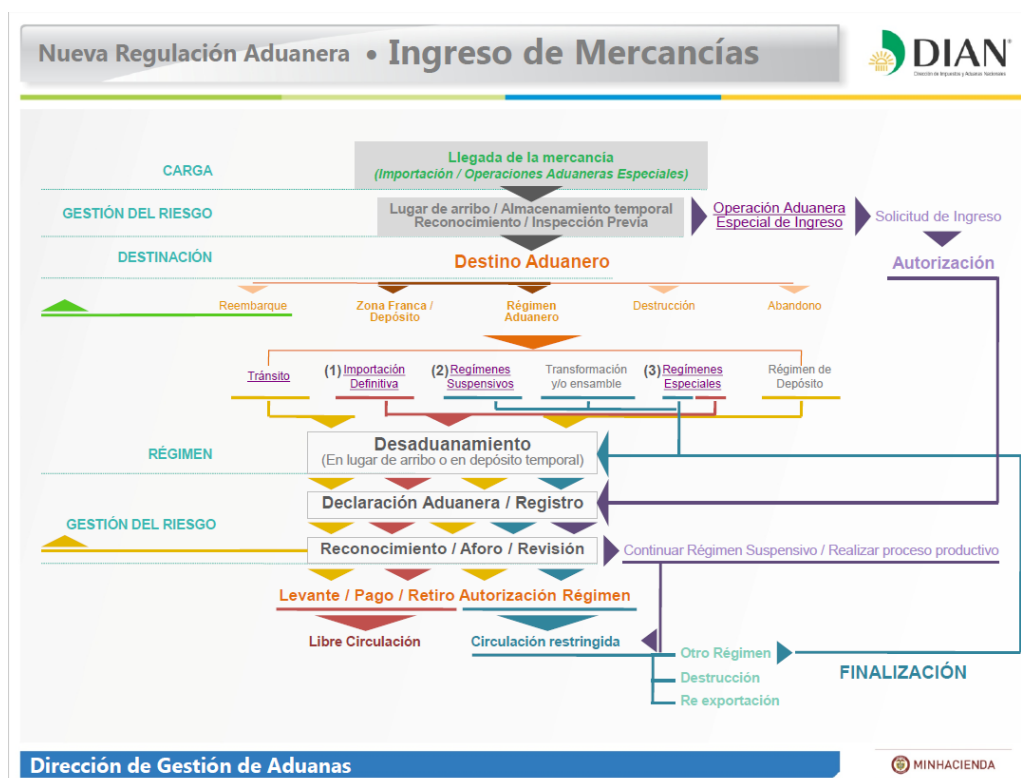 Nueva Regulación Aduanera • Ingreso de Mercancías
DIAN®
Dirección de Impuestos y Aduanas Nacionales
CARGA
Llegada de la mercancía
(Importación / Operaciones Aduaneras Especiales)
GESTIÓN DEL RIESGO
Lugar de arribo / Almacenamiento temporal
Reconocimiento / Inspección Previa
Operación Aduanera
Especial de Ingreso
Solicitud de Ingreso
Autorización
DESTINACIÓN
Destino Aduanero
Reembarque
Zona Franca /
Depósito
Régimen
Aduanero
Destrucción
Abandono
Tránsito
(1) Importación
Definitiva
(2) Regímenes
Suspensivos
Transformación
y/o ensamble
(3) Regímenes
Especiales
Régimen de
Depósito
RÉGIMEN
Desaduanamiento
(En lugar de arribo o en depósito temporal)
Declaración Aduanera / Registro
GESTIÓN DEL RIESGO
Reconocimiento / Aforo / Revisión
Continuar Régimen Suspensivo / Realizar proceso productivo
Levante / Pago / Retiro Autorización Régimen
Libre Circulación
Circulación restringida
Otro Régimen
Destrucción
Re exportación
FINALIZACIÓN
Dirección de Gestión de Aduanas
MINHACIENDA